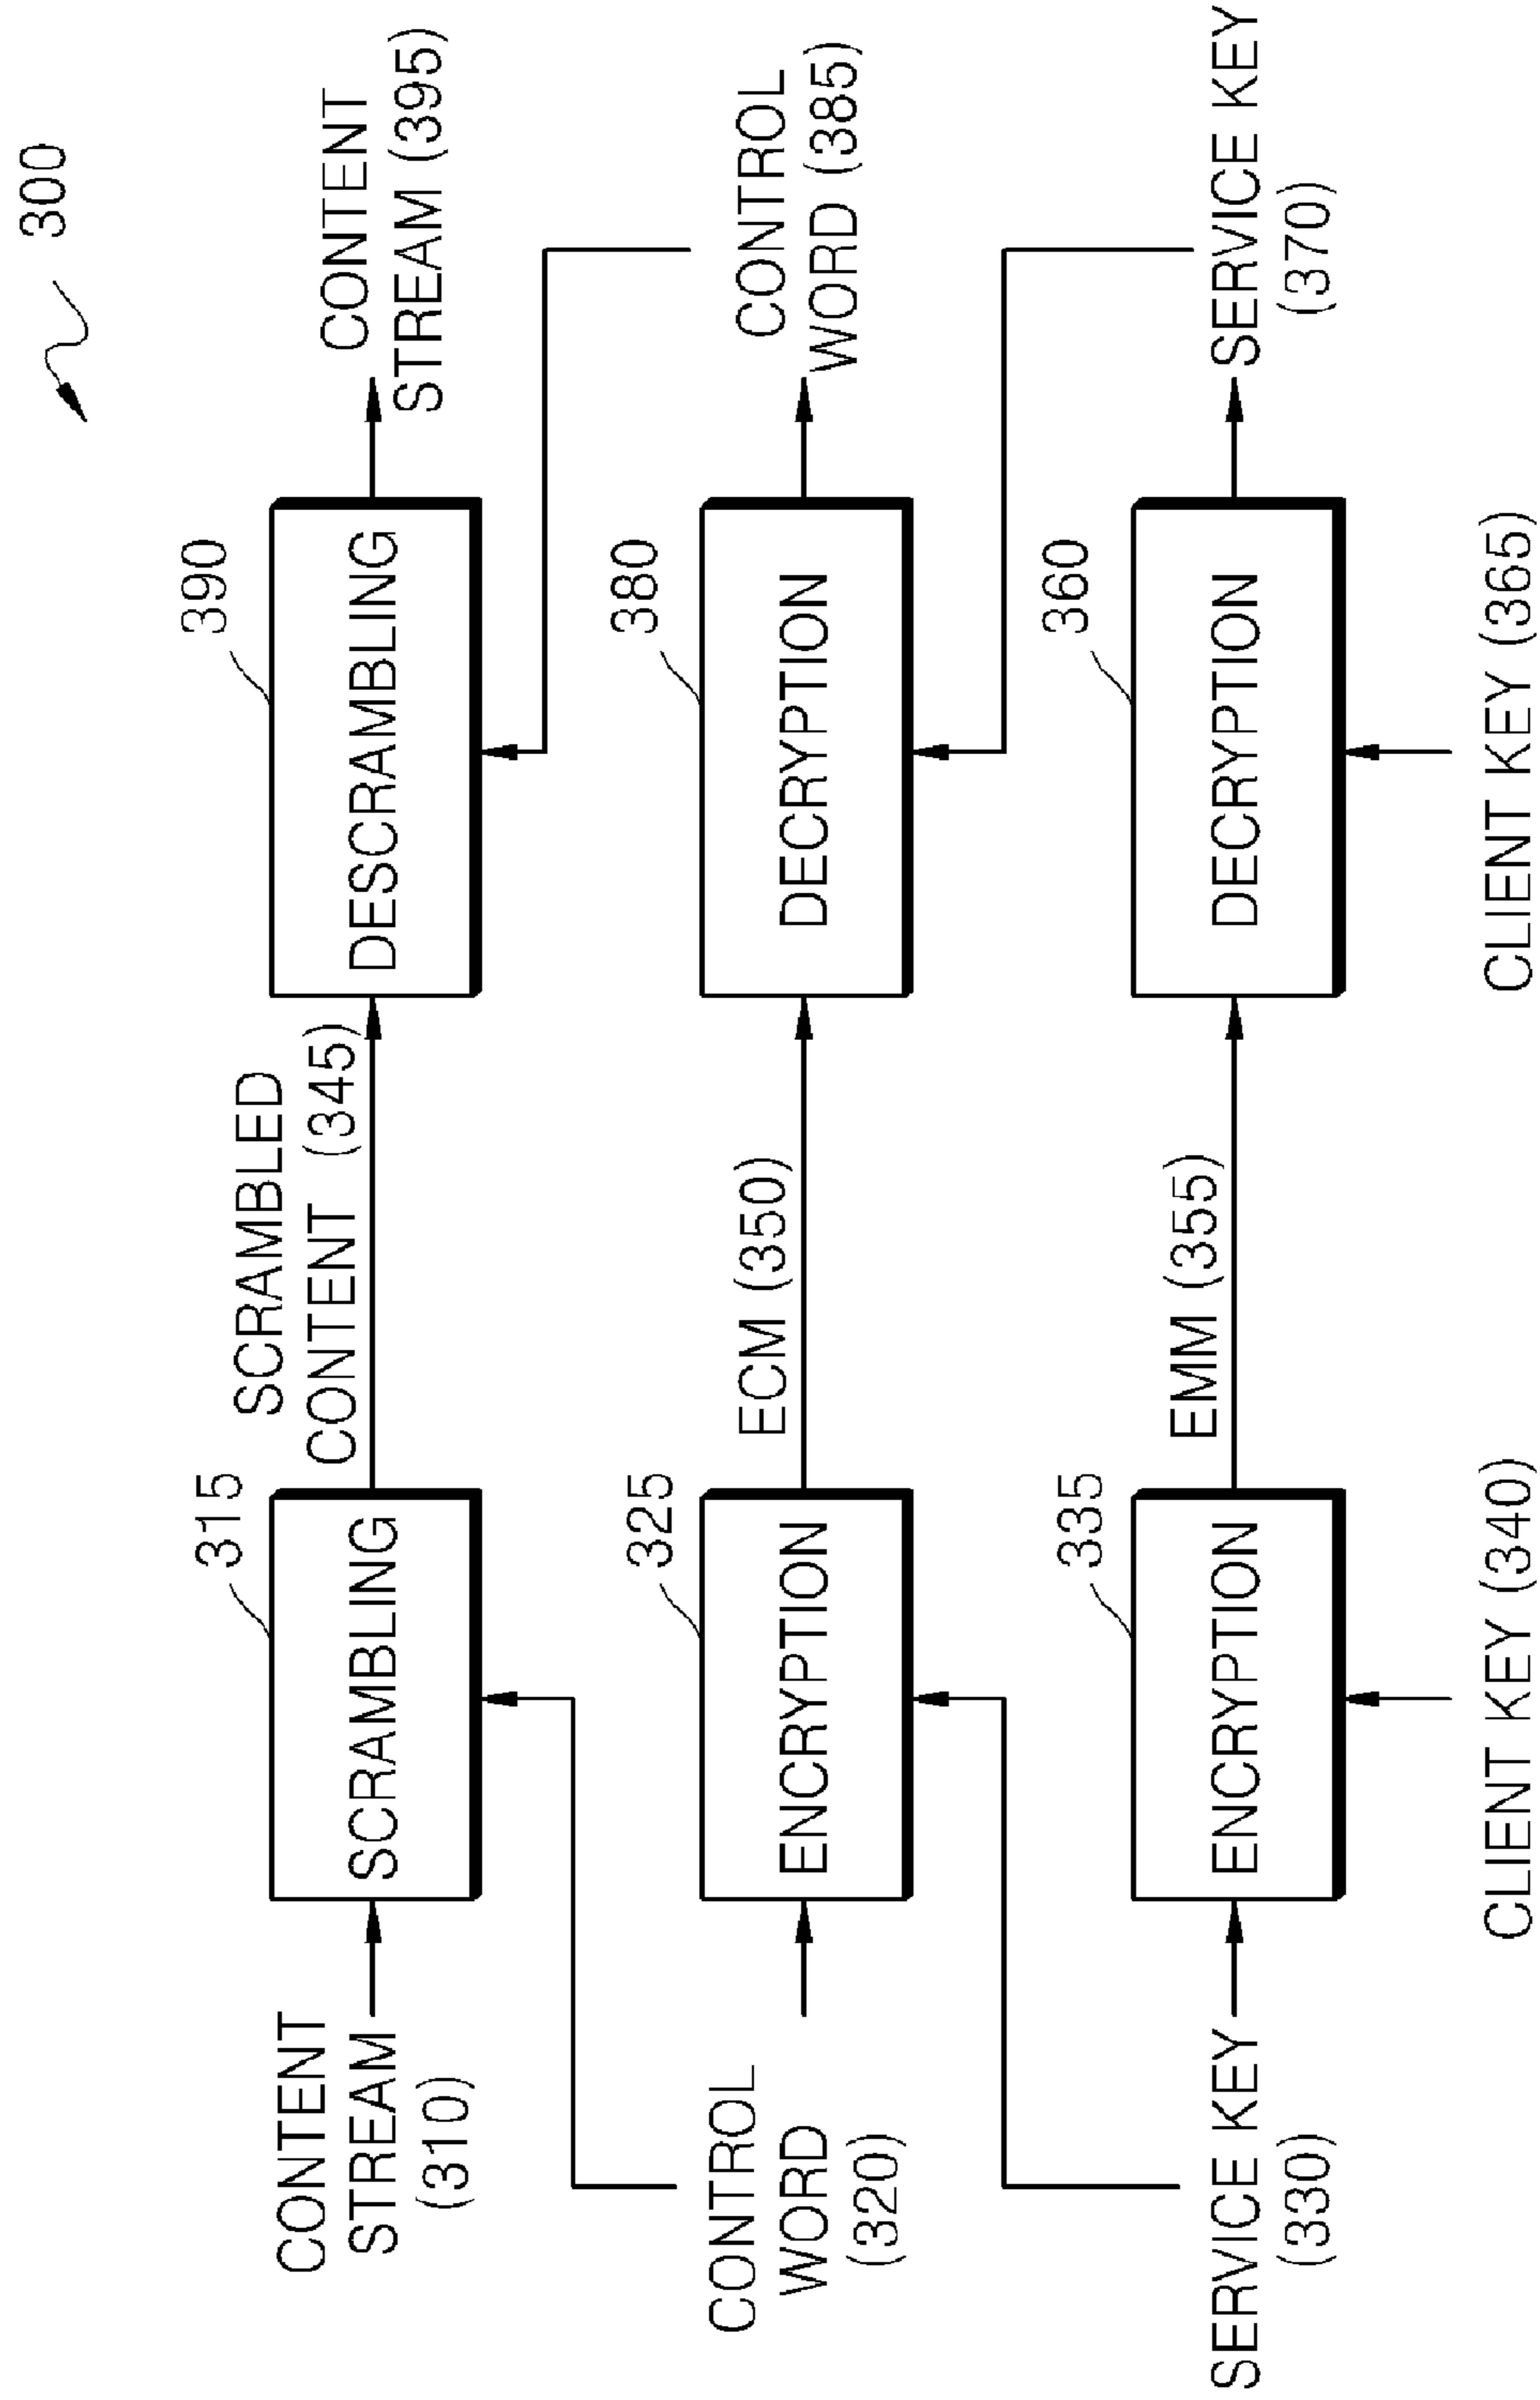 300
315
390
CONTENT
STREAM
(310)
SCRAMBLING
SCRAMBLED
CONTENT (345)
DESCRAMBLING
CONTENT
STREAM (395)
325
380
CONTROL
WORD
(320)
ENCRYPTION
ECM (350)
DECRYPTION
CONTROL
WORD (385)
335
360
SERVICE KEY
(330)
ENCRYPTION
EMM (355)
DECRYPTION
SERVICE KEY
(370)
CLIENT KEY (340)
CLIENT KEY (365)